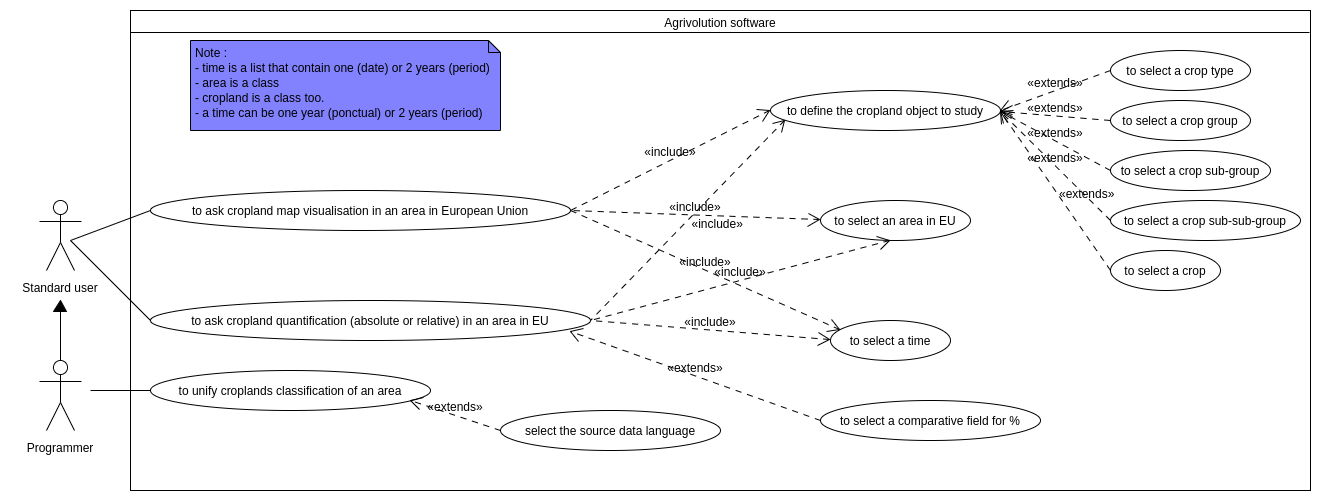 Agrivolution software
Note :
- time is a list that contain one (date) or 2 years (period)
- area is a class
- cropland is a class too.
- a time can be one year (ponctual) or 2 years (period)
to select a crop type
«extends»
to define the cropland object to study
«extends»
to select a crop group
«extends»
«include»
«extends»
to select a crop sub-group
«extends»
to ask cropland map visualisation in an area in European Union
«include»
«include»
to select an area in EU
to select a crop sub-sub-group
«include»
«include»
to select a crop
Standard user
to ask cropland quantification (absolute or relative) in an area in EU
«include»
to select a time
«extends»
to unify croplands classification of an area
«extends»
to select a comparative field for %
select the source data language
Programmer